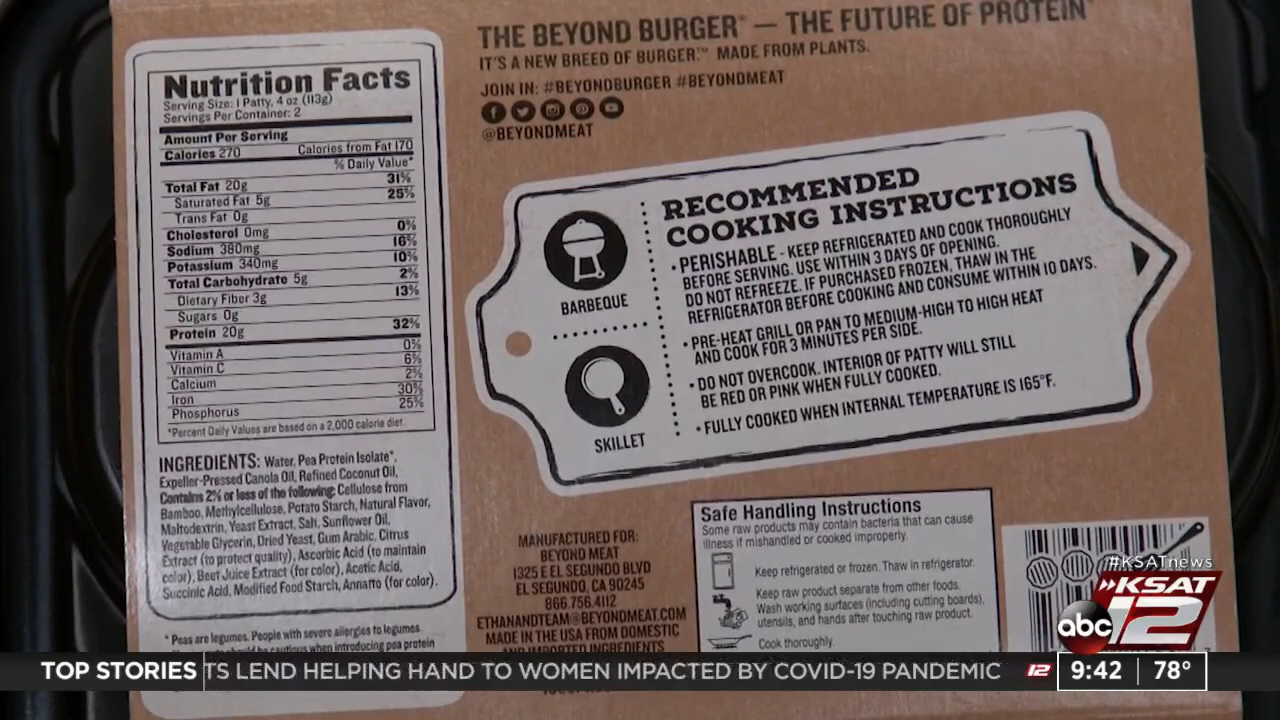 THE BEYOND BURGER® — THE FUTURE OF PROTEIN
IT'S A NEW BREED OF BURGER.™ MADE FROM PLANTS.
JOIN IN: #BEYONDBURGER #BEYONDMEAT
@BEYONDMEAT
Nutrition Facts
Serving Size: 1 Patty, 4 oz (113g)
Servings Per Container: 2
Amount Per Serving
Calories 270 Calories from Fat 170
% Daily Value*
Total Fat 20g 31%
Saturated Fat 5g 25%
Trans Fat 0g
Cholesterol 0mg 0%
Sodium 380mg 16%
Potassium 340mg 10%
Total Carbohydrate 5g 2%
Dietary Fiber 3g 13%
Sugars 0g
Protein 20g 32%
Vitamin A 0%
Vitamin C 6%
Calcium 2%
Iron 30%
Phosphorus 25%
*Percent Daily Values are based on a 2,000 calorie diet.
INGREDIENTS: Water, Pea Protein Isolate*,
Expeller-Pressed Canola Oil, Refined Coconut Oil,
Contains 2% or less of the following: Cellulose from
Bamboo, Methylcellulose, Potato Starch, Natural Flavor,
Maltodextrin, Yeast Extract, Salt, Sunflower Oil,
Vegetable Glycerin, Dried Yeast, Gum Arabic, Citrus
Extract (to protect quality), Ascorbic Acid (to maintain
color), Beet Juice Extract (for color), Acetic Acid,
Succinic Acid, Modified Food Starch, Annatto (for color).
* Peas are legumes. People with severe allergies to legumes
should be cautious when introducing pea protein
RECOMMENDED
COOKING INSTRUCTIONS
• PERISHABLE - KEEP REFRIGERATED AND COOK THOROUGHLY
BEFORE SERVING. USE WITHIN 3 DAYS OF OPENING.
DO NOT REFREEZE. IF PURCHASED FROZEN, THAW IN THE
REFRIGERATOR BEFORE COOKING AND CONSUME WITHIN 10 DAYS.
• PRE-HEAT GRILL OR PAN TO MEDIUM-HIGH TO HIGH HEAT
AND COOK FOR 3 MINUTES PER SIDE.
• DO NOT OVERCOOK. INTERIOR OF PATTY WILL STILL
BE RED OR PINK WHEN FULLY COOKED.
• FULLY COOKED WHEN INTERNAL TEMPERATURE IS 165°F.
BARBEQUE
SKILLET
MANUFACTURED FOR:
BEYOND MEAT
1325 E EL SEGUNDO BLVD
EL SEGUNDO, CA 90245
866.756.4112
ETHANANDTEAM@BEYONDMEAT.COM
MADE IN THE USA FROM DOMESTIC
AND IMPORTED INGREDIENTS
Safe Handling Instructions
Some raw products may contain bacteria that can cause
illness if mishandled or cooked improperly.
Keep refrigerated or frozen. Thaw in refrigerator.
Keep raw product separate from other foods.
Wash working surfaces (including cutting boards),
utensils, and hands after touching raw product.
Cook thoroughly.
#KSATnews
KSAT
abc 12
TOP STORIES TS LEND HELPING HAND TO WOMEN IMPACTED BY COVID-19 PANDEMIC 12 9:42 78°